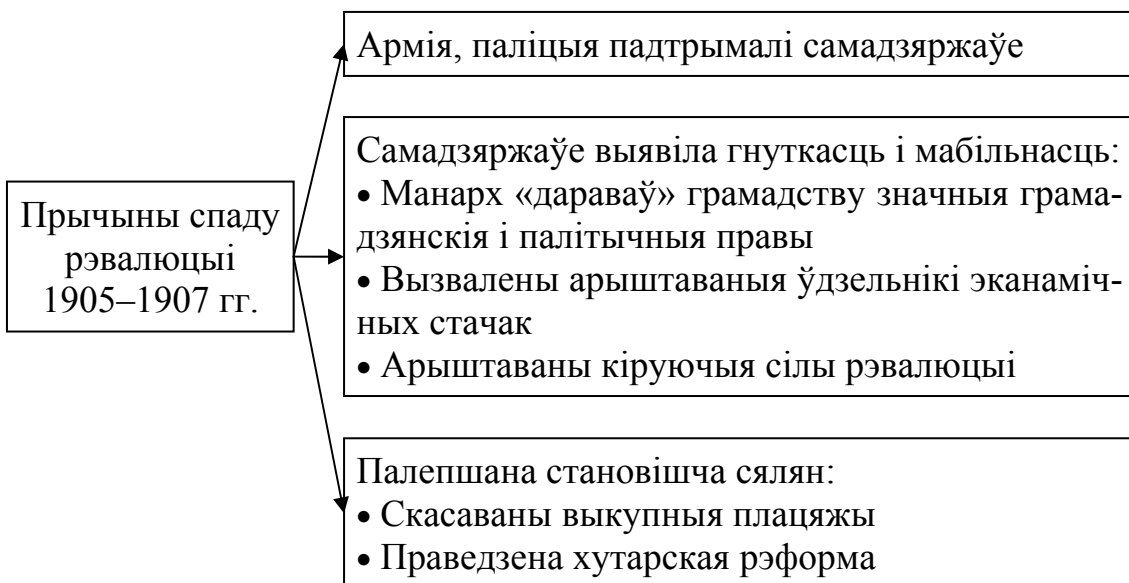 Прычыны спаду
рэвалюцыі
1905–1907 гг.
Армія, паліцыя падтрымалі самадзяржаўе
Самадзяржаўе выявіла гнуткасць і мабільнасць:
• Манарх «дараваў» грамадству значныя грама-
дзянскія і палітычныя правы
• Вызвалены арыштаваныя ўдзельнікі эканаміч-
ных стачак
• Арыштаваны кіруючыя сілы рэвалюцыі
Палепшана становішча сялян:
• Скасаваны выкупныя плацяжы
• Праведзена хутарская рэформа